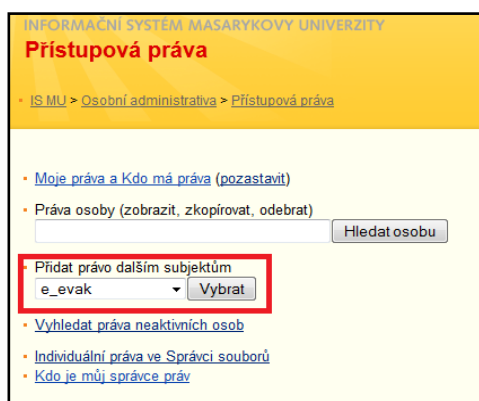 INFORMAČNÍ SYSTÉM MASARYKOVY UNIVERZITY
Přístupová práva
IS MU > Osobní administrativa > Přístupová práva
Moje práva a Kdo má práva (pozastavit)
Práva osoby (zobrazit, zkopírovat, odebrat)
Hledat osobu
Přidat právo dalším subjektům
e_evak Vybrat
Vyhledat práva neaktivních osob
Individuální práva ve Správci souborů
Kdo je můj správce práv